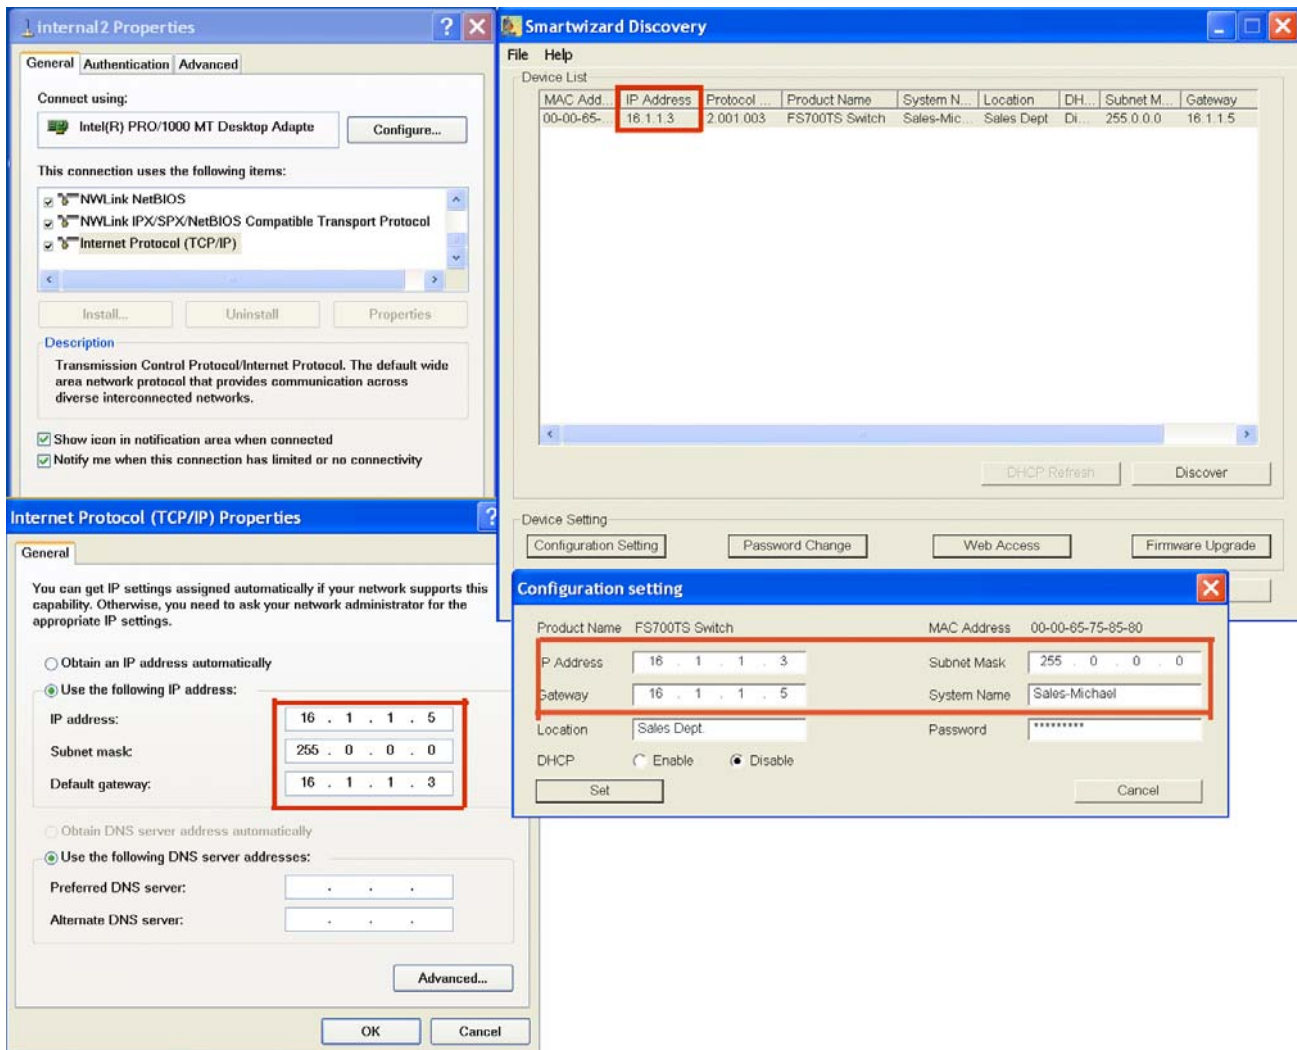 internal2 Properties
General Authentication Advanced
Connect using:
Intel(R) PRO/1000 MT Desktop Adapte Configure...
This connection uses the following items:
NWLink NetBIOS
NWLink IPX/SPX/NetBIOS Compatible Transport Protocol
Internet Protocol (TCP/IP)
Install... Uninstall Properties
Description
Transmission Control Protocol/Internet Protocol. The default wide
area network protocol that provides communication across
diverse interconnected networks.
Show icon in notification area when connected
Notify me when this connection has limited or no connectivity
Smartwizard Discovery
File Help
Device List
MAC Add... IP Address Protocol ... Product Name System N... Location DH... Subnet M... Gateway
00-00-65-... 16.1.1.3 2.001.003 FS700TS Switch Sales-Mic... Sales Dept Di... 255.0.0.0 16.1.1.5
DHCP Refresh Discover
Device Setting
Configuration Setting Password Change Web Access Firmware Upgrade
Internet Protocol (TCP/IP) Properties ?
General
You can get IP settings assigned automatically if your network supports this
capability. Otherwise, you need to ask your network administrator for the
appropriate IP settings.
Obtain an IP address automatically
Use the following IP address:
IP address: 16 . 1 . 1 . 5
Subnet mask: 255 . 0 . 0 . 0
Default gateway: 16 . 1 . 1 . 3
Obtain DNS server address automatically
Use the following DNS server addresses:
Preferred DNS server: . . .
Alternate DNS server: . . .
Advanced...
OK Cancel
Configuration setting
Product Name FS700TS Switch MAC Address 00-00-65-75-85-80
IP Address 16 . 1 . 1 . 3 Subnet Mask 255 . 0 . 0 . 0
Gateway 16 . 1 . 1 . 5 System Name Sales-Michael
Location Sales Dept. Password *********
DHCP Enable Disable
Set Cancel